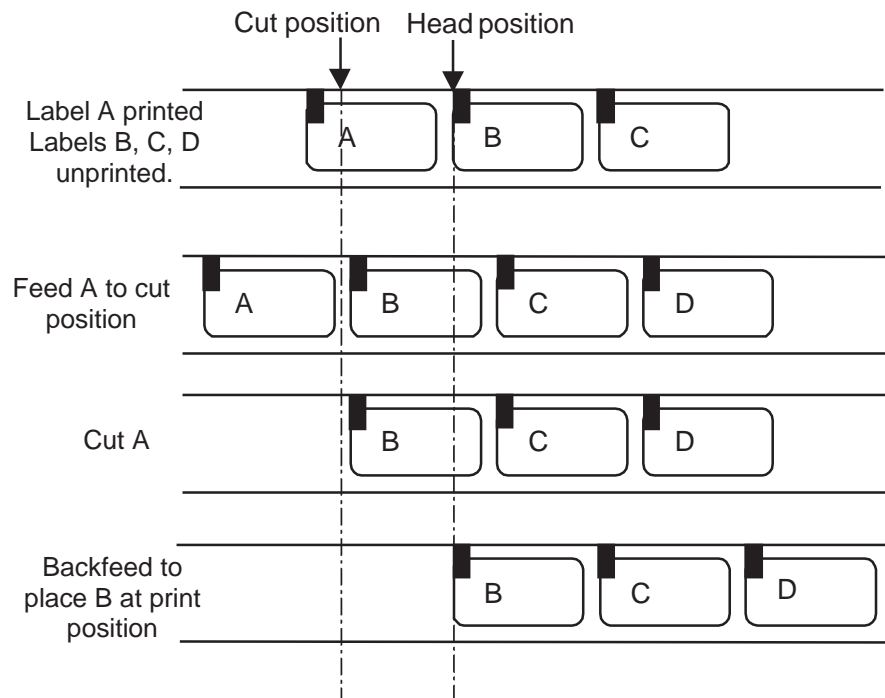 Cut position
Head position
Label A printed
Labels B, C, D
unprinted.
A
B
C
Feed A to cut
position
A
B
C
D
Cut A
B
C
D
Backfeed to
place B at print
position
B
C
D